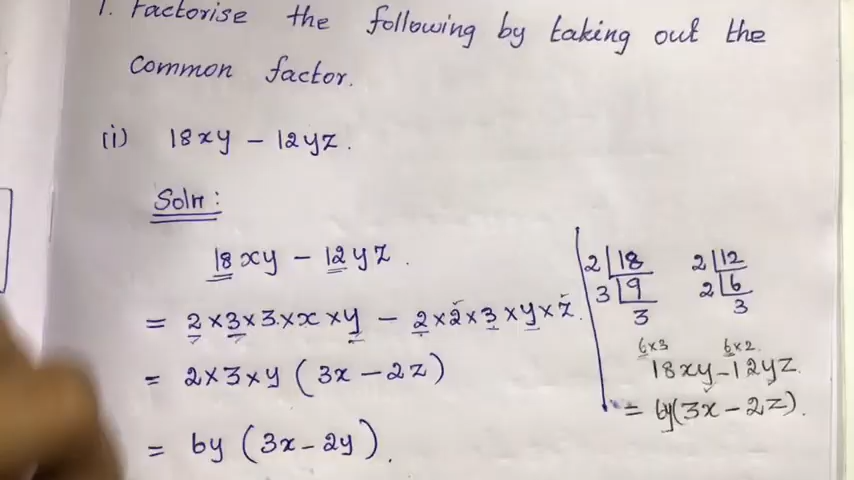 1. Factorise the following by taking out the
common factor.
(i) 18xy - 12yz.
Soln:
18xy - 12yz.
= 2×3×3×x×y - 2×2×3×y×z.
= 2×3×y (3x - 2z)
= 6y (3x - 2y).
2 18
3 9
3
2 12
2 6
3
6×3 6×2
18xy - 12yz.
= 6y(3x - 2z).